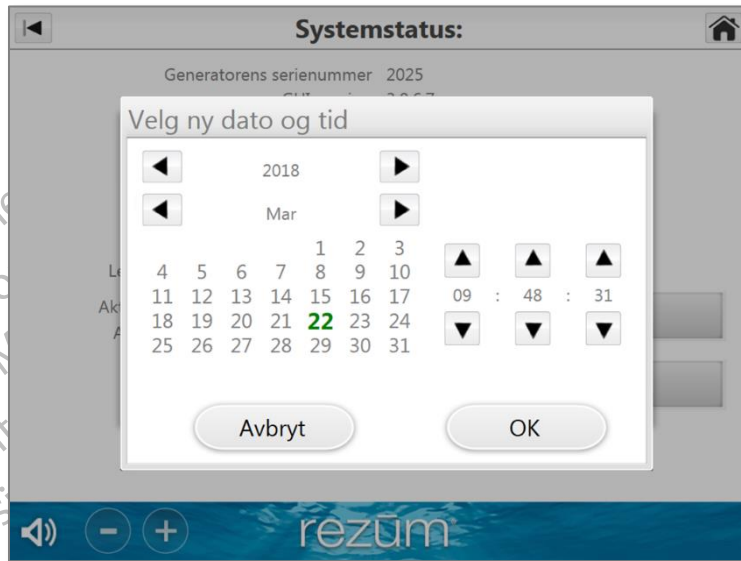 Systemstatus:
Generatorens serienummer 2025
Velg ny dato og tid
2018
Mar
1 2 3
4 5 6 7 8 9 10
11 12 13 14 15 16 17
09 : 48 : 31
18 19 20 21 22 23 24
25 26 27 28 29 30 31
Avbryt OK
rezūm